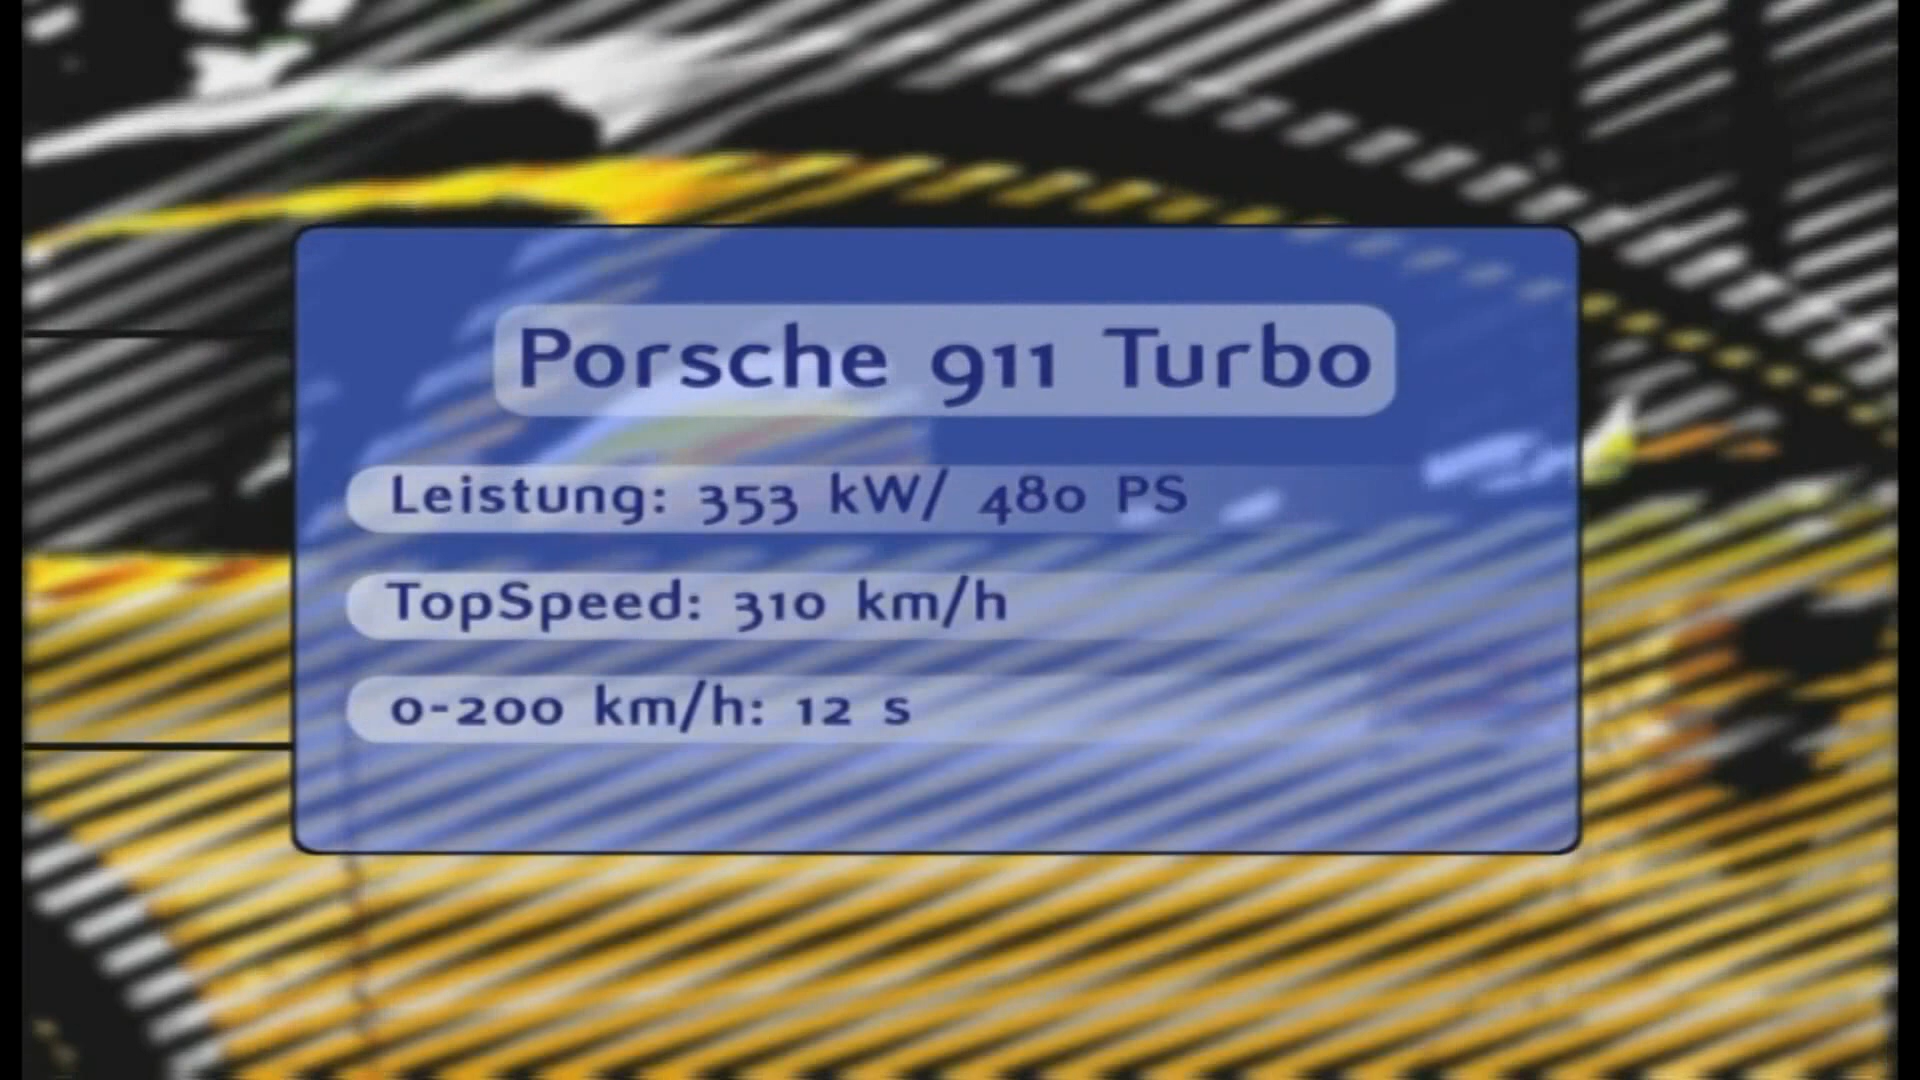 Porsche 911 Turbo
Leistung: 353 kW/ 480 PS
TopSpeed: 310 km/h
0-200 km/h: 12 s